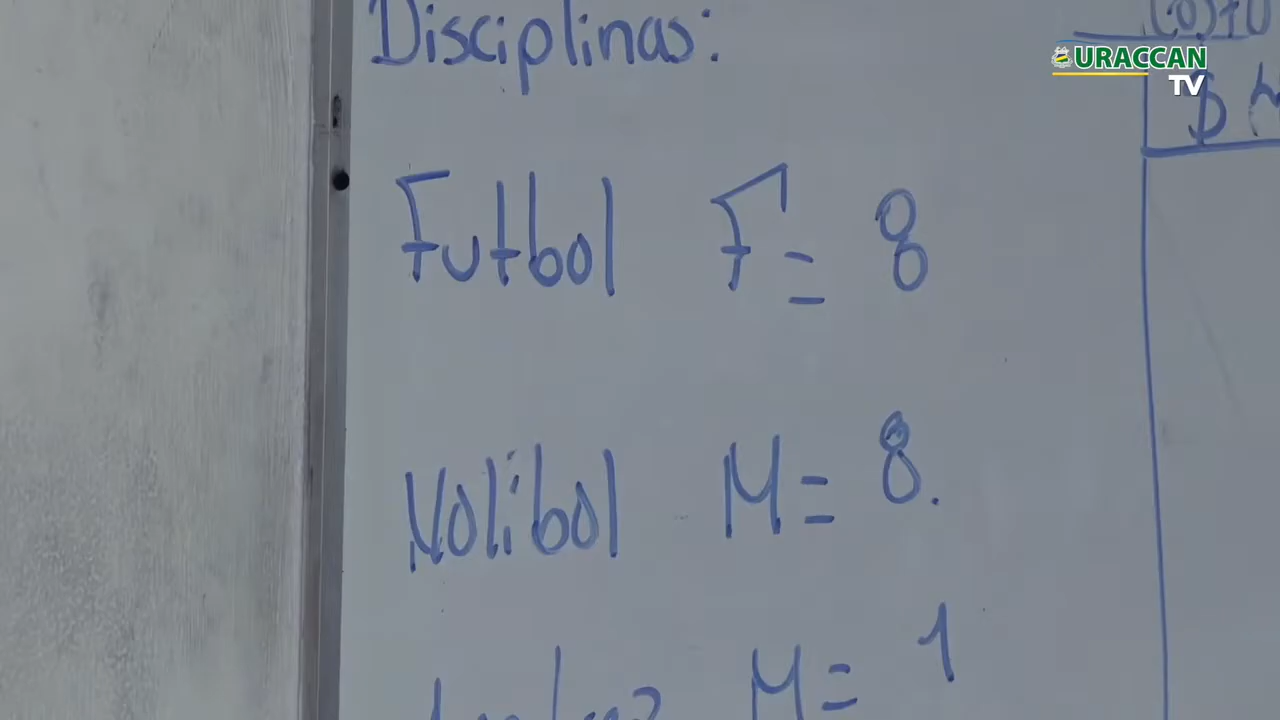 Disciplinas:
URACCAN
TV
$
Futbol F = 8
Volibol M = 8.
M = 1